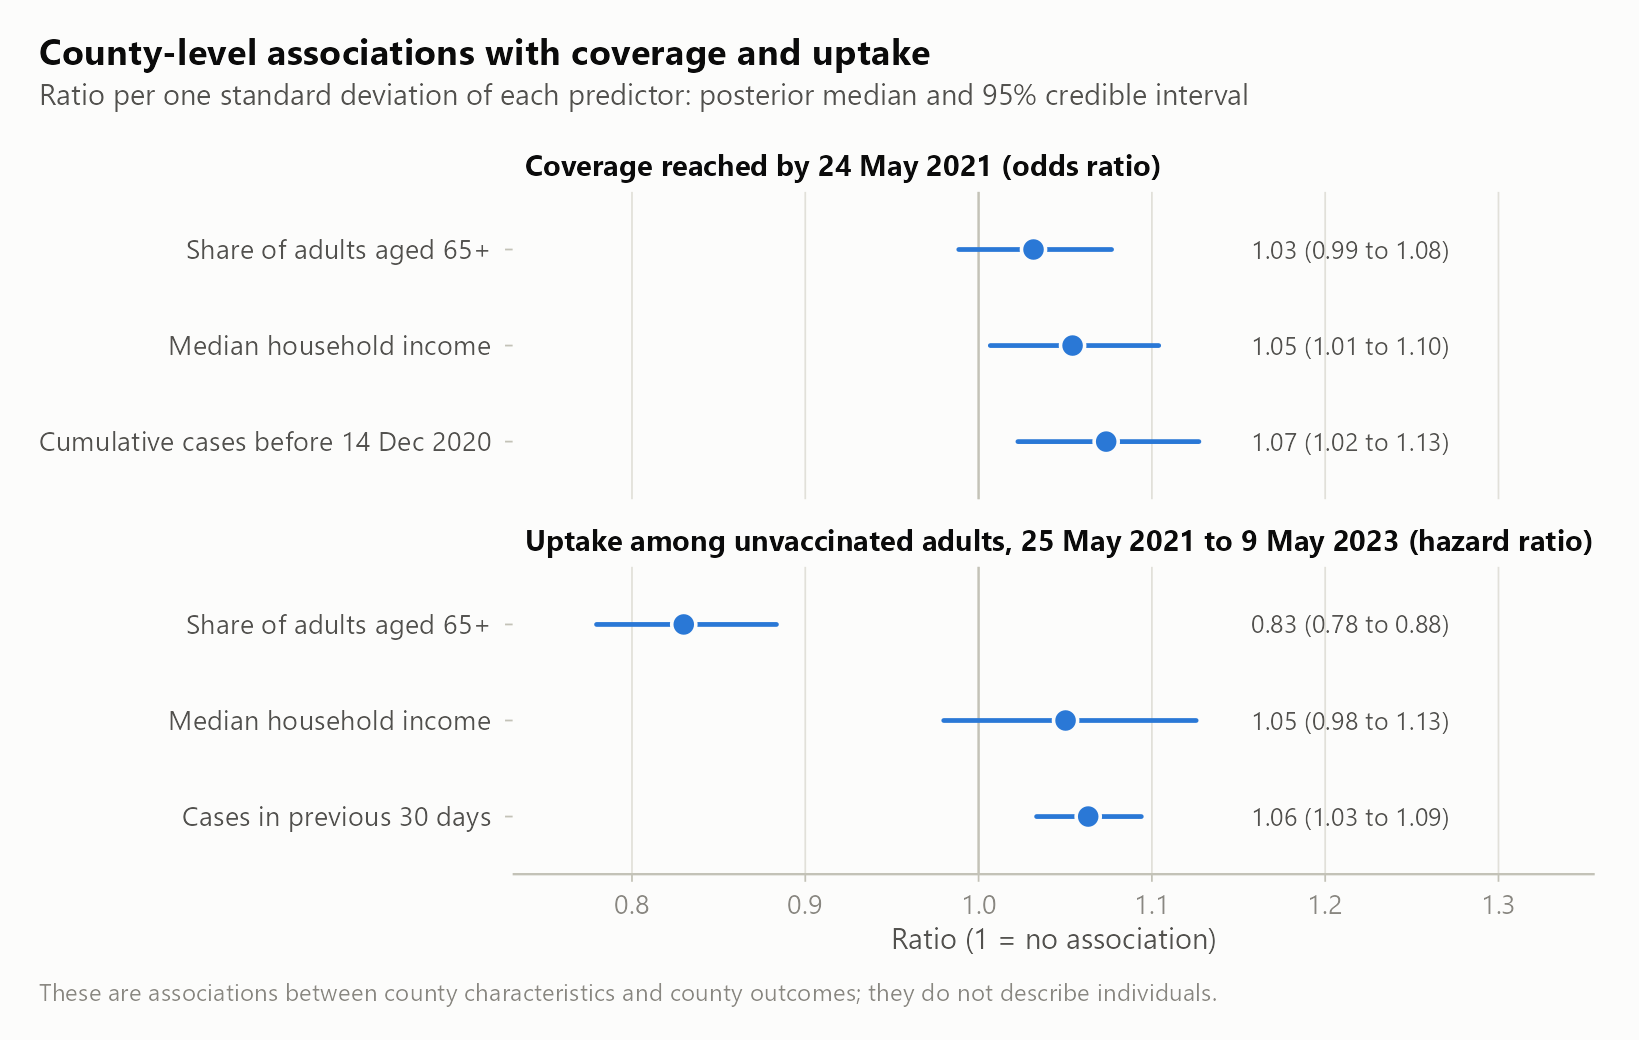 County-level associations with coverage and uptake
Ratio per one standard deviation of each predictor: posterior median and 95% credible interval
Coverage reached by 24 May 2021 (odds ratio)
Share of adults aged 65+ 1.03 (0.99 to 1.08)
Median household income 1.05 (1.01 to 1.10)
Cumulative cases before 14 Dec 2020 1.07 (1.02 to 1.13)
Uptake among unvaccinated adults, 25 May 2021 to 9 May 2023 (hazard ratio)
Share of adults aged 65+ 0.83 (0.78 to 0.88)
Median household income 1.05 (0.98 to 1.13)
Cases in previous 30 days 1.06 (1.03 to 1.09)
0.8 0.9 1.0 1.1 1.2 1.3
Ratio (1 = no association)
These are associations between county characteristics and county outcomes; they do not describe individuals.